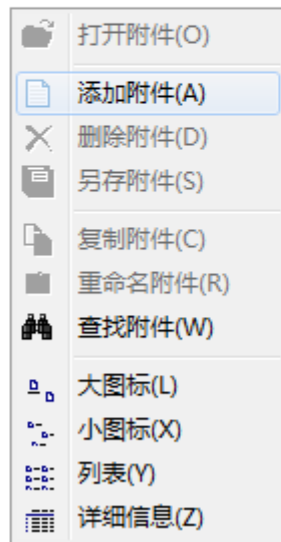 打开附件(O)
添加附件(A)
删除附件(D)
另存附件(S)
复制附件(C)
重命名附件(R)
查找附件(W)
大图标(L)
小图标(X)
列表(Y)
详细信息(Z)